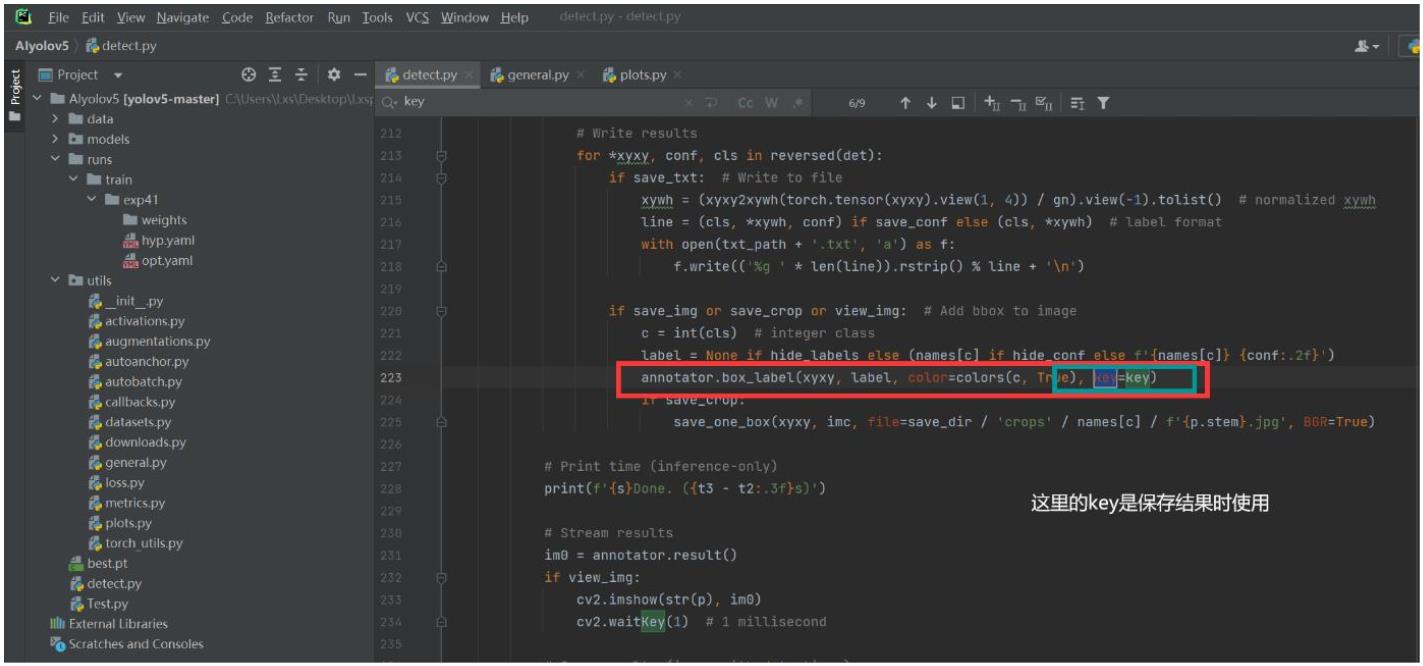 File Edit View Navigate Code Refactor Run Tools VCS Window Help detect.py - detect.py
AIyolov5 detect.py
Project
Project
detect.py general.py plots.py
AIyolov5 [yolov5-master] C:\Users\Lxs\Desktop\Lxsp
data
models
runs
train
exp41
weights
hyp.yaml
opt.yaml
utils
__init__.py
activations.py
augmentations.py
autoanchor.py
autobatch.py
callbacks.py
datasets.py
downloads.py
general.py
loss.py
metrics.py
plots.py
torch_utils.py
best.pt
detect.py
Test.py
External Libraries
Scratches and Consoles
key Cc W .* 6/9
212 # Write results
213 for *xyxy, conf, cls in reversed(det):
214 if save_txt: # Write to file
215 xywh = (xyxy2xywh(torch.tensor(xyxy).view(1, 4)) / gn).view(-1).tolist() # normalized xywh
216 line = (cls, *xywh, conf) if save_conf else (cls, *xywh) # label format
217 with open(txt_path + '.txt', 'a') as f:
218 f.write(('%g ' * len(line)).rstrip() % line + '\n')
219
220 if save_img or save_crop or view_img: # Add bbox to image
221 c = int(cls) # integer class
222 label = None if hide_labels else (names[c] if hide_conf else f'{names[c]} {conf:.2f}')
223 annotator.box_label(xyxy, label, color=colors(c, True), key=key)
224 if save_crop:
225 save_one_box(xyxy, imc, file=save_dir / 'crops' / names[c] / f'{p.stem}.jpg', BGR=True)
226
227 # Print time (inference-only)
228 print(f'{s}Done. ({t3 - t2:.3f}s)')
这里的key是保存结果时使用
229
230 # Stream results
231 im0 = annotator.result()
232 if view_img:
233 cv2.imshow(str(p), im0)
234 cv2.waitKey(1) # 1 millisecond
235